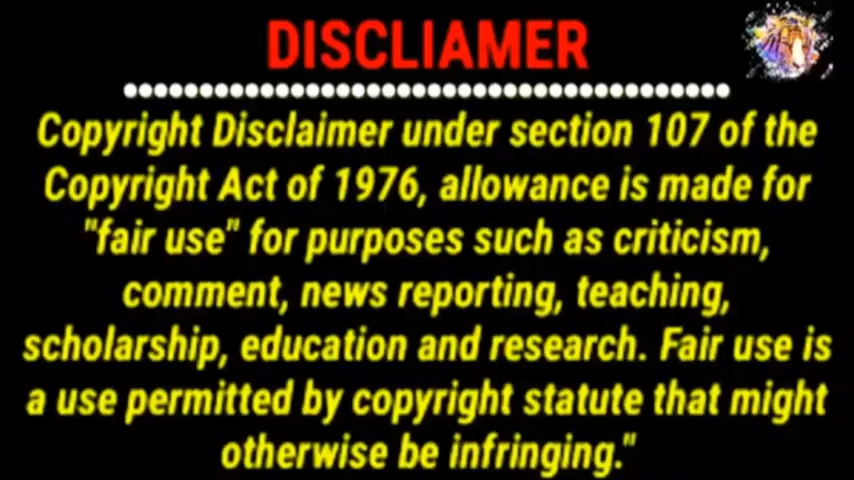 DISCLIAMER
Copyright Disclaimer under section 107 of the
Copyright Act of 1976, allowance is made for
"fair use" for purposes such as criticism,
comment, news reporting, teaching,
scholarship, education and research. Fair use is
a use permitted by copyright statute that might
otherwise be infringing."